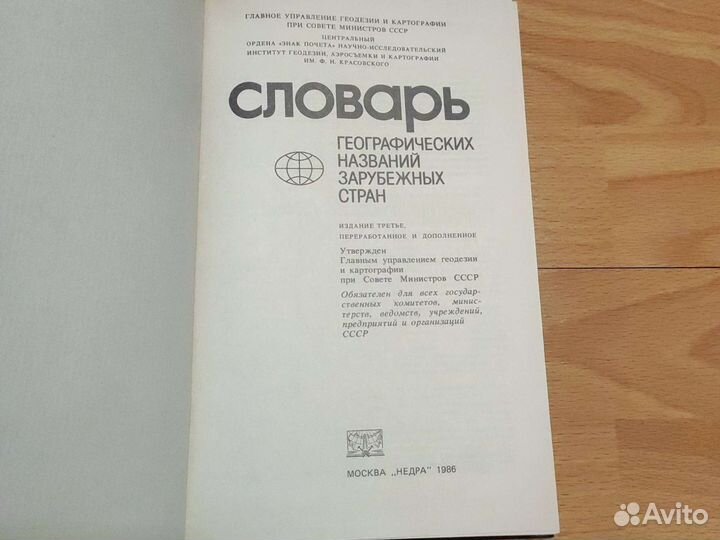 ГЛАВНОЕ УПРАВЛЕНИЕ ГЕОДЕЗИИ И КАРТОГРАФИИ
ПРИ СОВЕТЕ МИНИСТРОВ СССР
ЦЕНТРАЛЬНЫЙ
ОРДЕНА «ЗНАК ПОЧЕТА» НАУЧНО-ИССЛЕДОВАТЕЛЬСКИЙ
ИНСТИТУТ ГЕОДЕЗИИ, АЭРОСЪЕМКИ И КАРТОГРАФИИ
ИМ. Ф. Н. КРАСОВСКОГО
СЛОВАРЬ
ГЕОГРАФИЧЕСКИХ
НАЗВАНИЙ
ЗАРУБЕЖНЫХ
СТРАН
ИЗДАНИЕ ТРЕТЬЕ,
ПЕРЕРАБОТАННОЕ И ДОПОЛНЕННОЕ
Утвержден
Главным управлением геодезии
и картографии
при Совете Министров СССР
Обязателен для всех государ-
ственных комитетов, минис-
терств, ведомств, учреждений,
предприятий и организаций
СССР
МОСКВА „НЕДРА" 1986
Avito